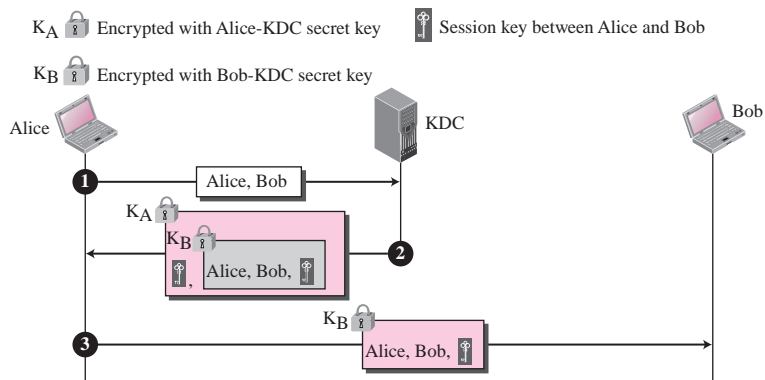 K_A Encrypted with Alice-KDC secret key
Session key between Alice and Bob
K_B Encrypted with Bob-KDC secret key
Alice
KDC
Bob
1
Alice, Bob
K_A
2
K_B
, Alice, Bob,
3
K_B
Alice, Bob,